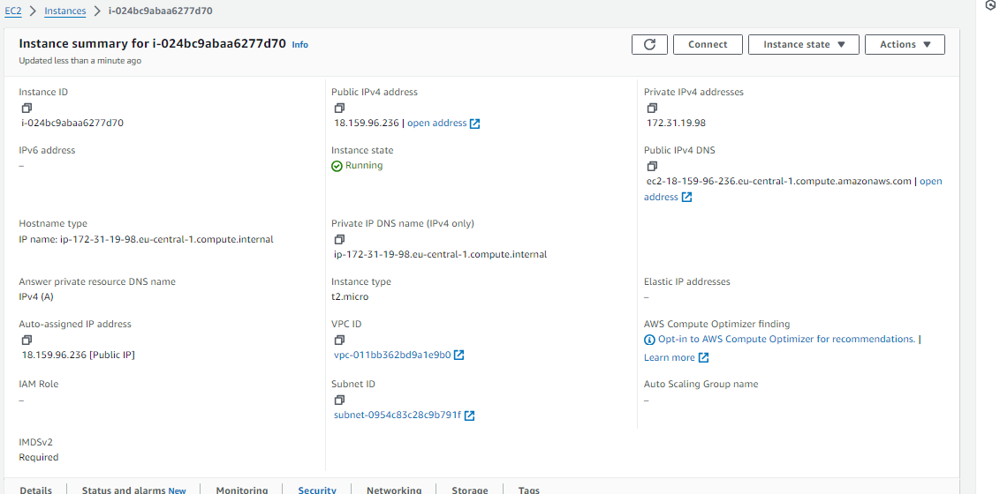 EC2 > Instances > i-024bc9abaa6277d70
Instance summary for i-024bc9abaa6277d70 Info
Updated less than a minute ago
Connect
Instance state
Actions
Instance ID
i-024bc9abaa6277d70
Public IPv4 address
18.159.96.236 | open address
Private IPv4 addresses
172.31.19.98
IPv6 address
–
Instance state
Running
Public IPv4 DNS
ec2-18-159-96-236.eu-central-1.compute.amazonaws.com | open
address
Hostname type
IP name: ip-172-31-19-98.eu-central-1.compute.internal
Private IP DNS name (IPv4 only)
ip-172-31-19-98.eu-central-1.compute.internal
Answer private resource DNS name
IPv4 (A)
Instance type
t2.micro
Elastic IP addresses
–
Auto-assigned IP address
18.159.96.236 [Public IP]
VPC ID
vpc-011bb362bd9a1e9b0
AWS Compute Optimizer finding
Opt-in to AWS Compute Optimizer for recommendations. |
Learn more
IAM Role
–
Subnet ID
subnet-0954c83c28c9b791f
Auto Scaling Group name
–
IMDSv2
Required
Details | Status and alarms New | Monitoring | Security | Networking | Storage | Tags